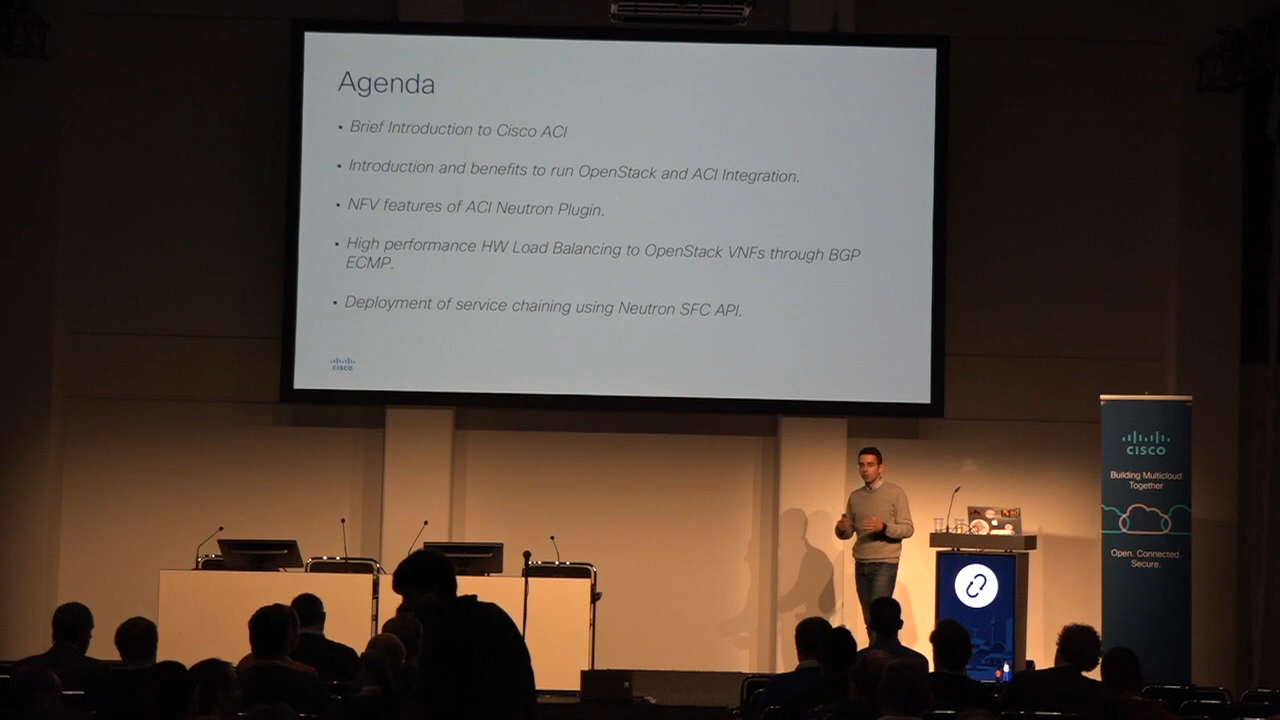 Agenda
▪ Brief Introduction to Cisco ACI
▪ Introduction and benefits to run OpenStack and ACI Integration.
▪ NFV features of ACI Neutron Plugin.
▪ High performance HW Load Balancing to OpenStack VNFs through BGP
ECMP.
▪ Deployment of service chaining using Neutron SFC API.
CISCO
CISCO
Building Multicloud
Together
Open. Connected.
Secure.